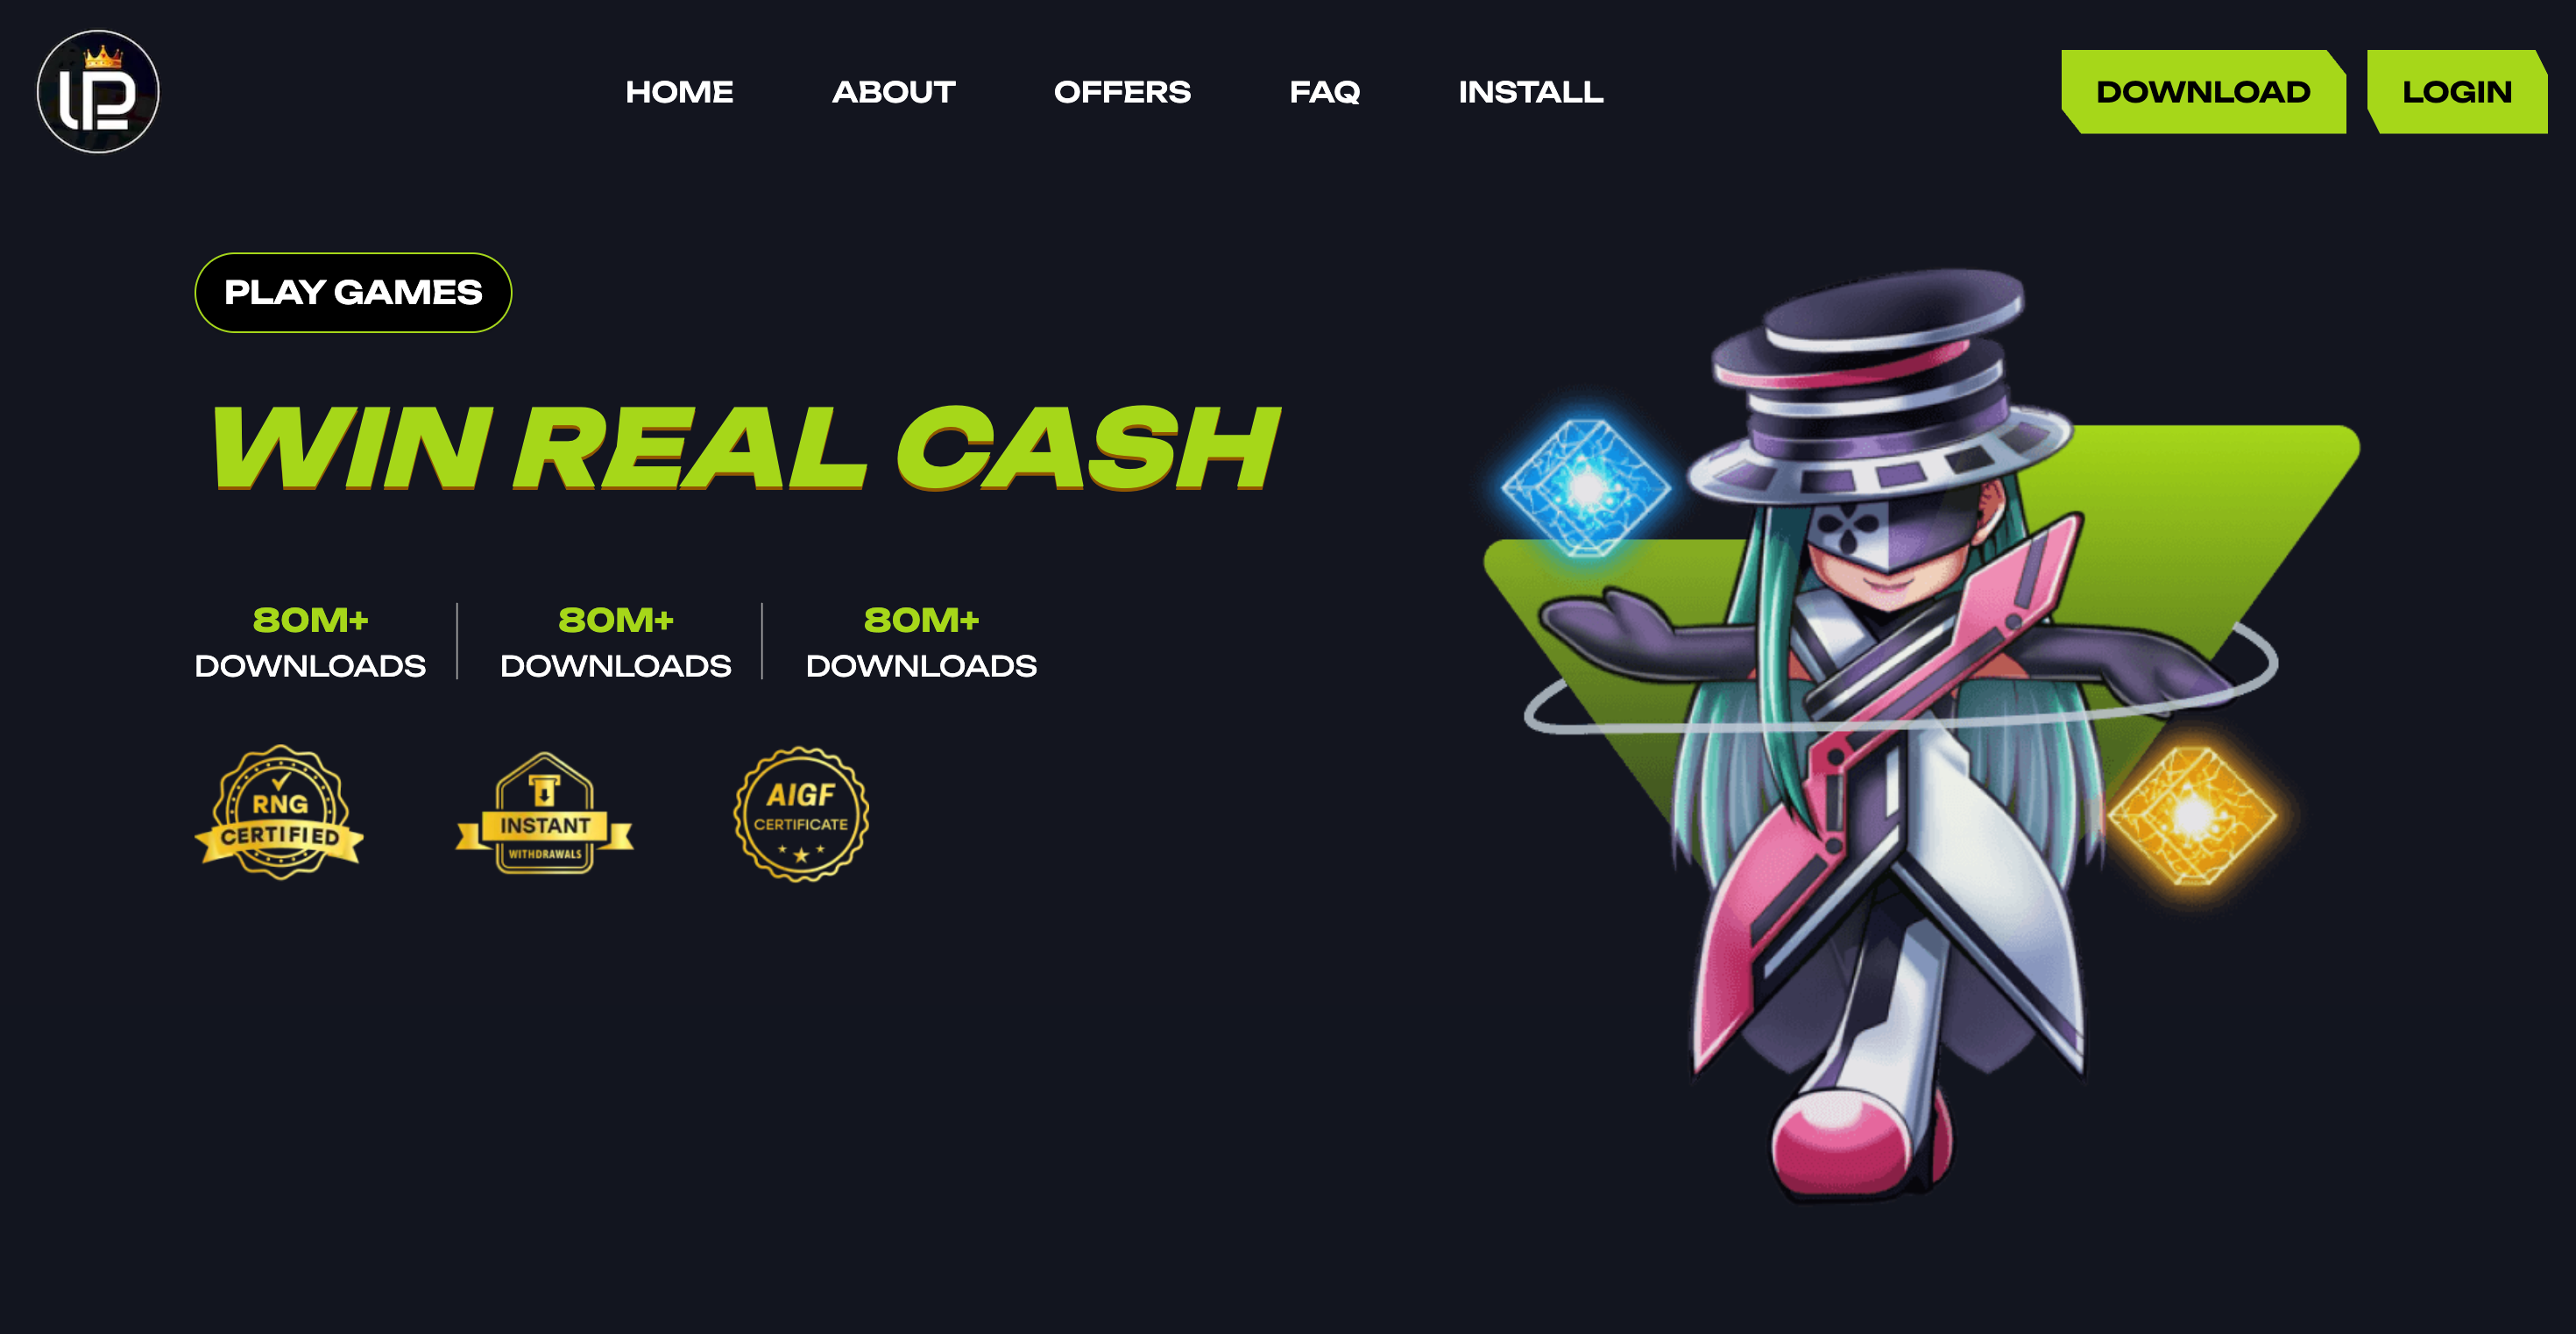 LP
HOME ABOUT OFFERS FAQ INSTALL DOWNLOAD LOGIN
PLAY GAMES
WIN REAL CASH
80M+ 80M+ 80M+
DOWNLOADS DOWNLOADS DOWNLOADS
RNG
CERTIFIED
INSTANT
WITHDRAWALS
AIGF
CERTIFICATE